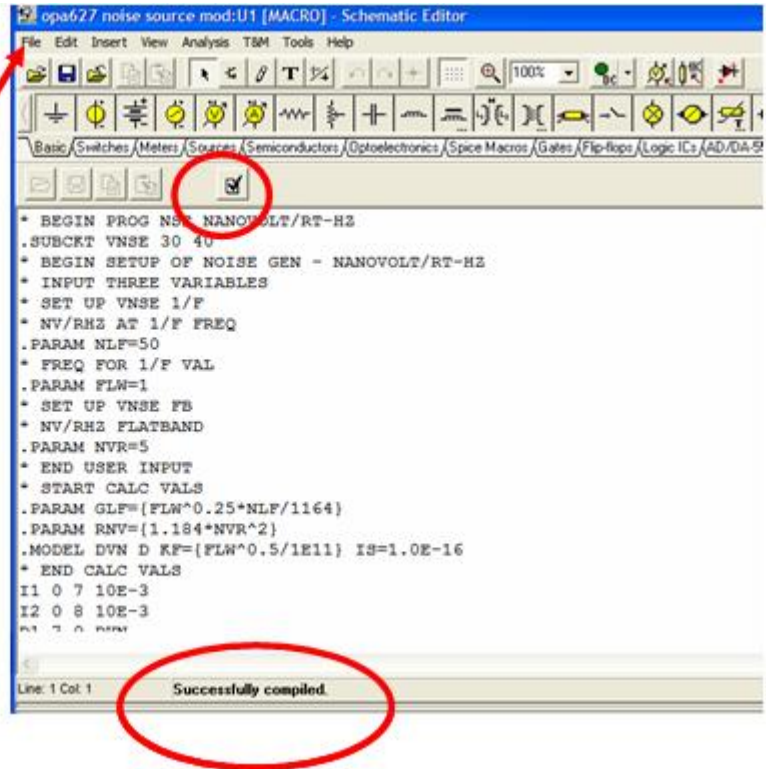 opa627 noise source mod:U1 [MACRO] - Schematic Editor
File Edit Insert View Analysis T&M Tools Help
T 100%
Basic Switches Meters Sources Semiconductors Optoelectronics Spice Macros Gates Flip-flops Logic ICs AD/DA-55
* BEGIN PROG NSE NANOVOLT/RT-HZ
.SUBCKT VNSE 30 40
* BEGIN SETUP OF NOISE GEN - NANOVOLT/RT-HZ
* INPUT THREE VARIABLES
* SET UP VNSE 1/F
* NV/RHZ AT 1/F FREQ
.PARAM NLF=50
* FREQ FOR 1/F VAL
.PARAM FLW=1
* SET UP VNSE FB
* NV/RHZ FLATBAND
.PARAM NVR=5
* END USER INPUT
* START CALC VALS
.PARAM GLF={FLW^0.25*NLF/1164}
.PARAM RNV={1.184*NVR^2}
.MODEL DVN D KF={FLW^0.5/1E11} IS=1.0E-16
* END CALC VALS
I1 0 7 10E-3
I2 0 8 10E-3
D1 7 0 DVN
Line: 1 Col: 1 Successfully compiled.